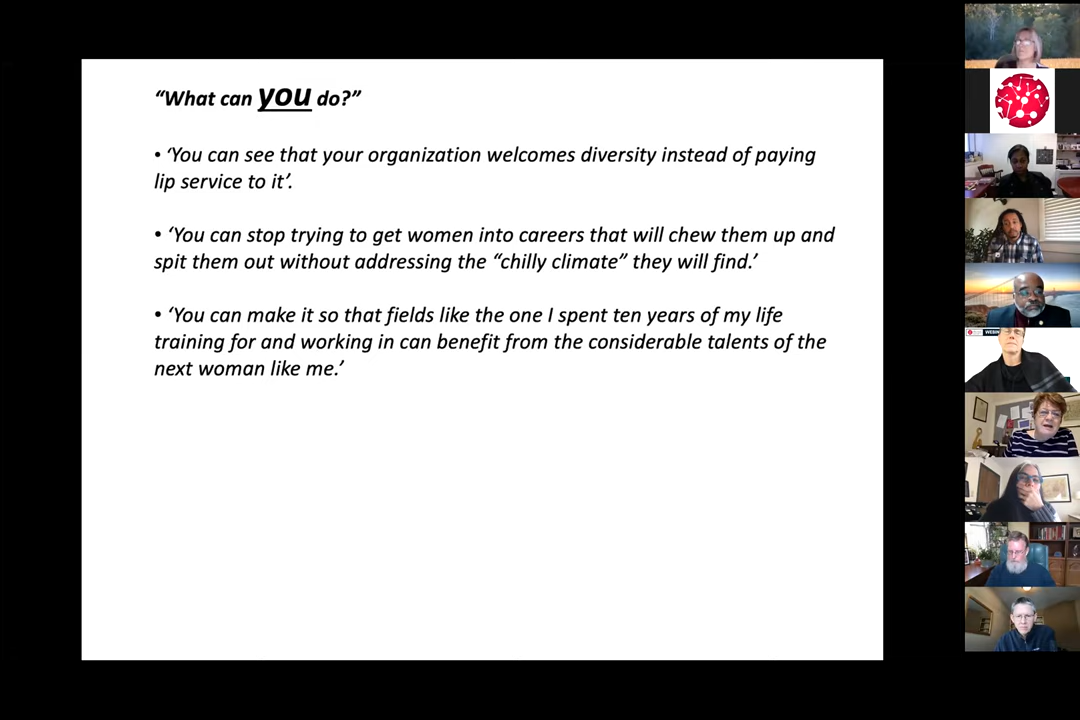 “What can you do?”
• ‘You can see that your organization welcomes diversity instead of paying
lip service to it’.
• ‘You can stop trying to get women into careers that will chew them up and
spit them out without addressing the “chilly climate” they will find.’
• ‘You can make it so that fields like the one I spent ten years of my life
training for and working in can benefit from the considerable talents of the
next woman like me.’